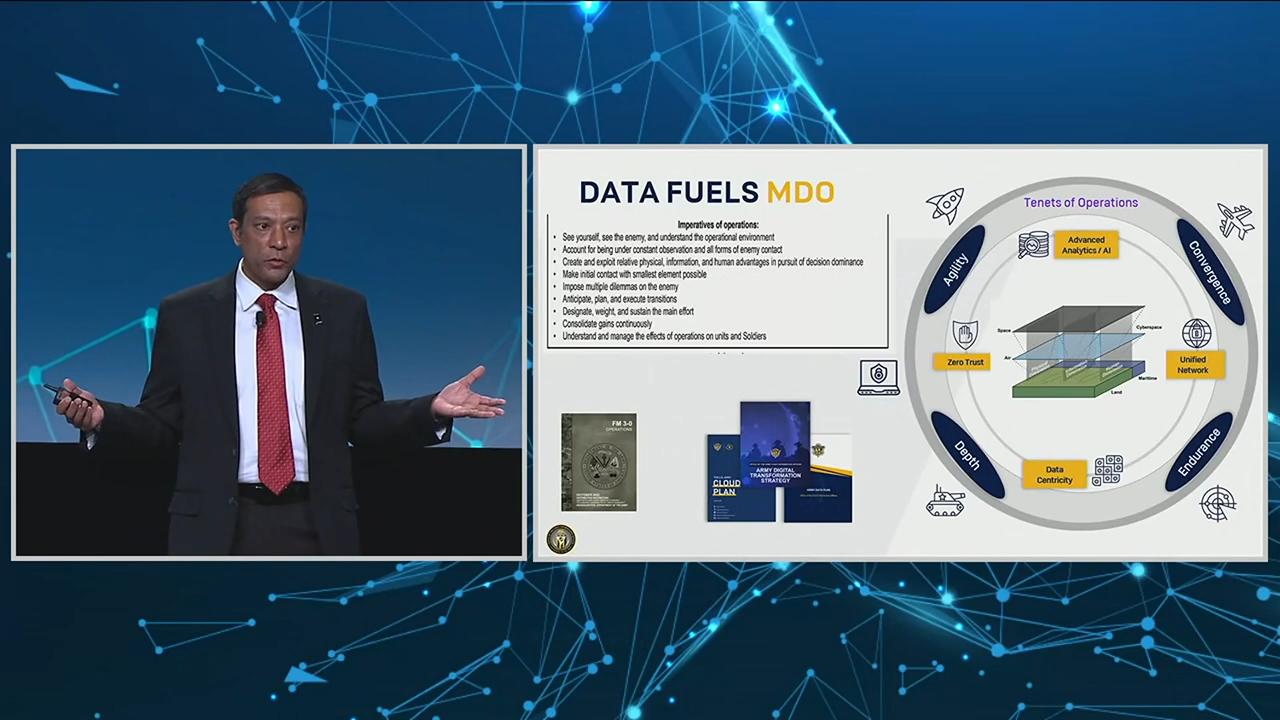 DATA FUELS MDO
Imperatives of operations:
• See yourself, see the enemy, and understand the operational environment
• Account for being under constant observation and all forms of enemy contact
• Create and exploit relative physical, information, and human advantages in pursuit of decision dominance
• Make initial contact with smallest element possible
• Impose multiple dilemmas on the enemy
• Anticipate, plan, and execute transitions
• Designate, weight, and sustain the main effort
• Consolidate gains continuously
• Understand and manage the effects of operations on units and Soldiers
FM 3-0
OPERATIONS
CLOUD
PLAN
ARMY DIGITAL
TRANSFORMATION
STRATEGY
ARMY DATA PLAN
Tenets of Operations
Advanced
Analytics / AI
Agility
Convergence
Space
Cyberspace
Air
Maritime
Land
Zero Trust
Unified
Network
Depth
Endurance
Data
Centricity